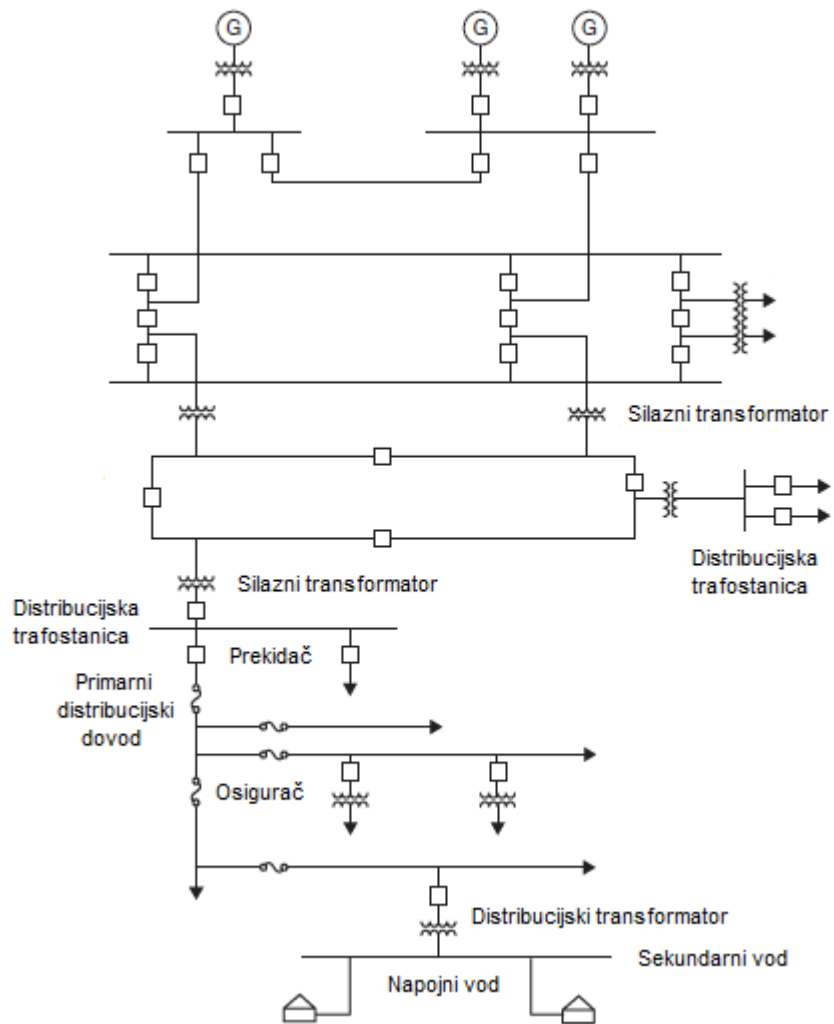 G
G
G
Silazni transformator
Distribucijska
trafostanica
Silazni transformator
Distribucijska
trafostanica
Prekidač
Primarni
distribucijski
dovod
Osigurač
Distribucijski transformator
Sekundarni vod
Napojni vod